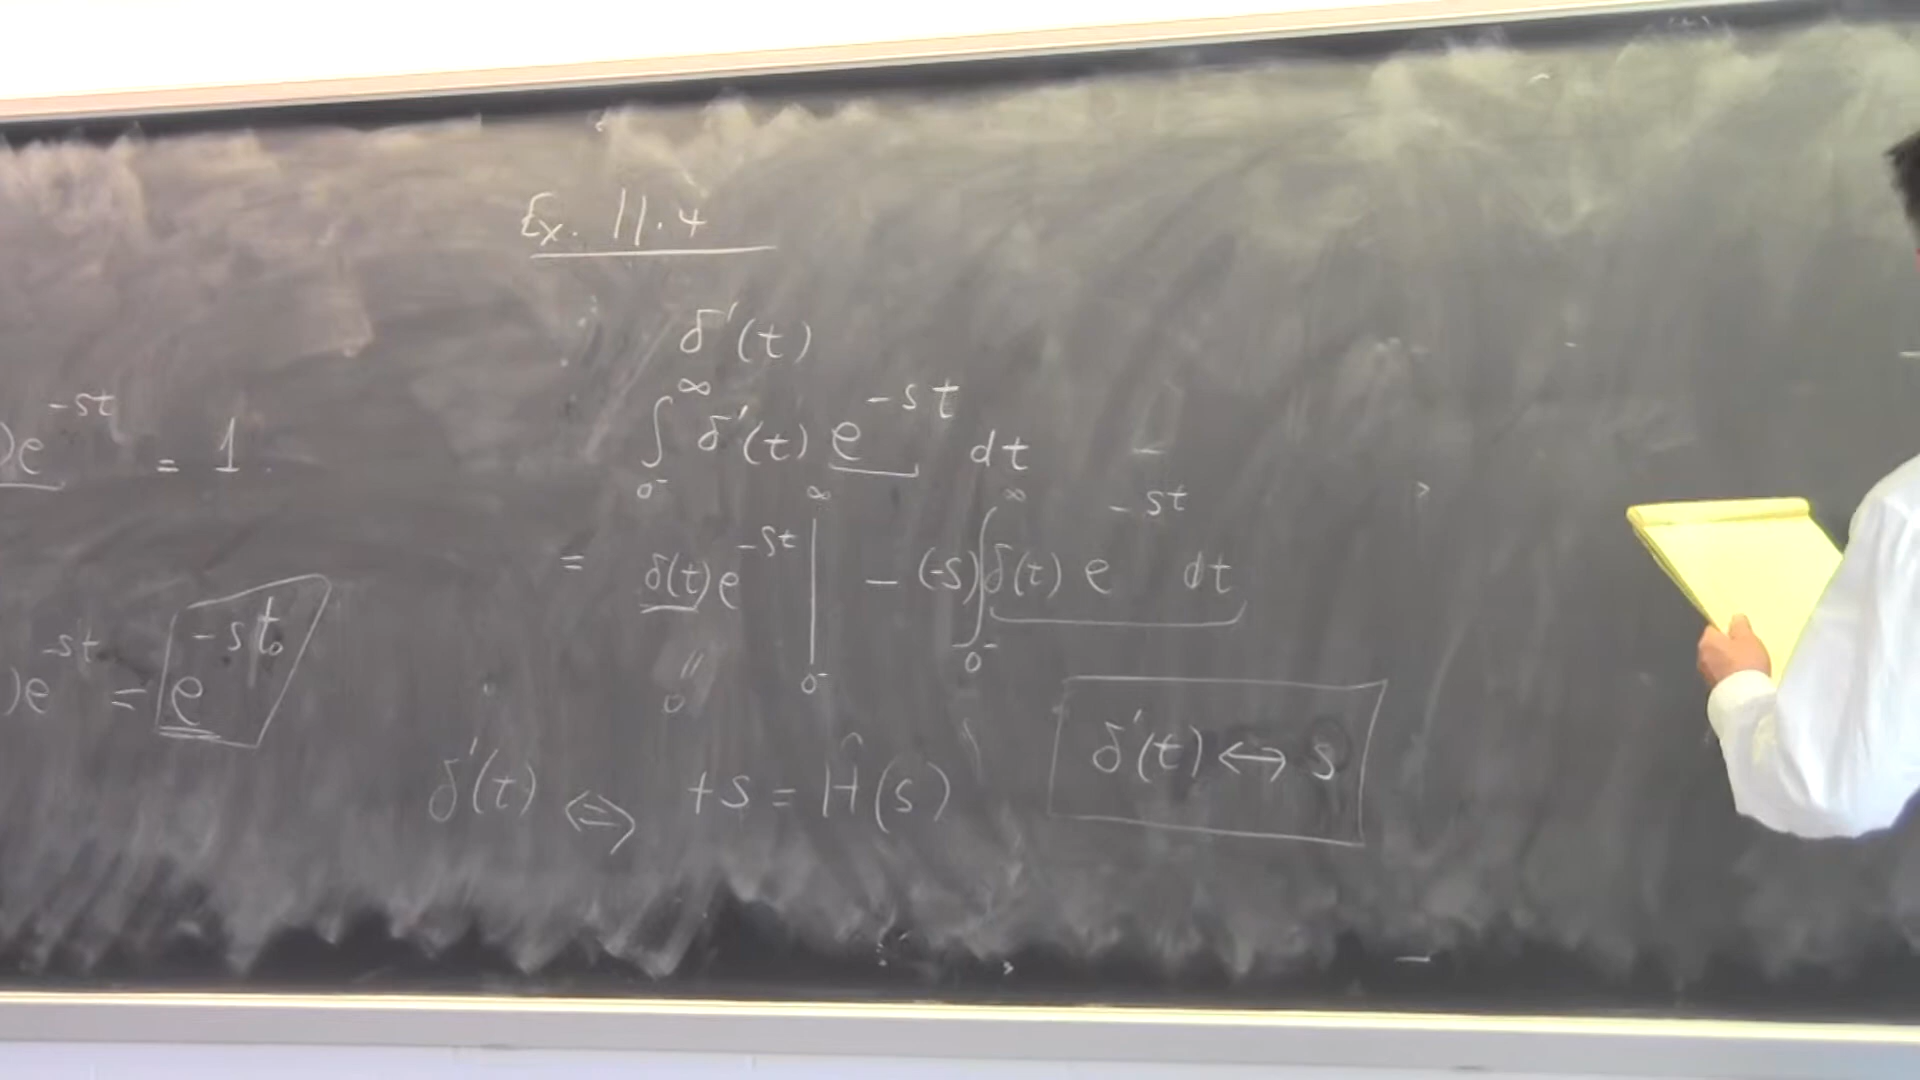 )e^{-st} = 1
)e^{-st} = e^{-st₀}
Ex. 11.4
δ'(t)
∫_{0⁻}^{∞} δ'(t) e^{-st} dt
= δ(t)e^{-st} |_{0⁻}^{∞} - (-s) ∫_{0⁻}^{∞} δ(t) e^{-st} dt
"
0
δ'(t) ⇔ +s = Ĥ(s)
δ'(t) ↔ s